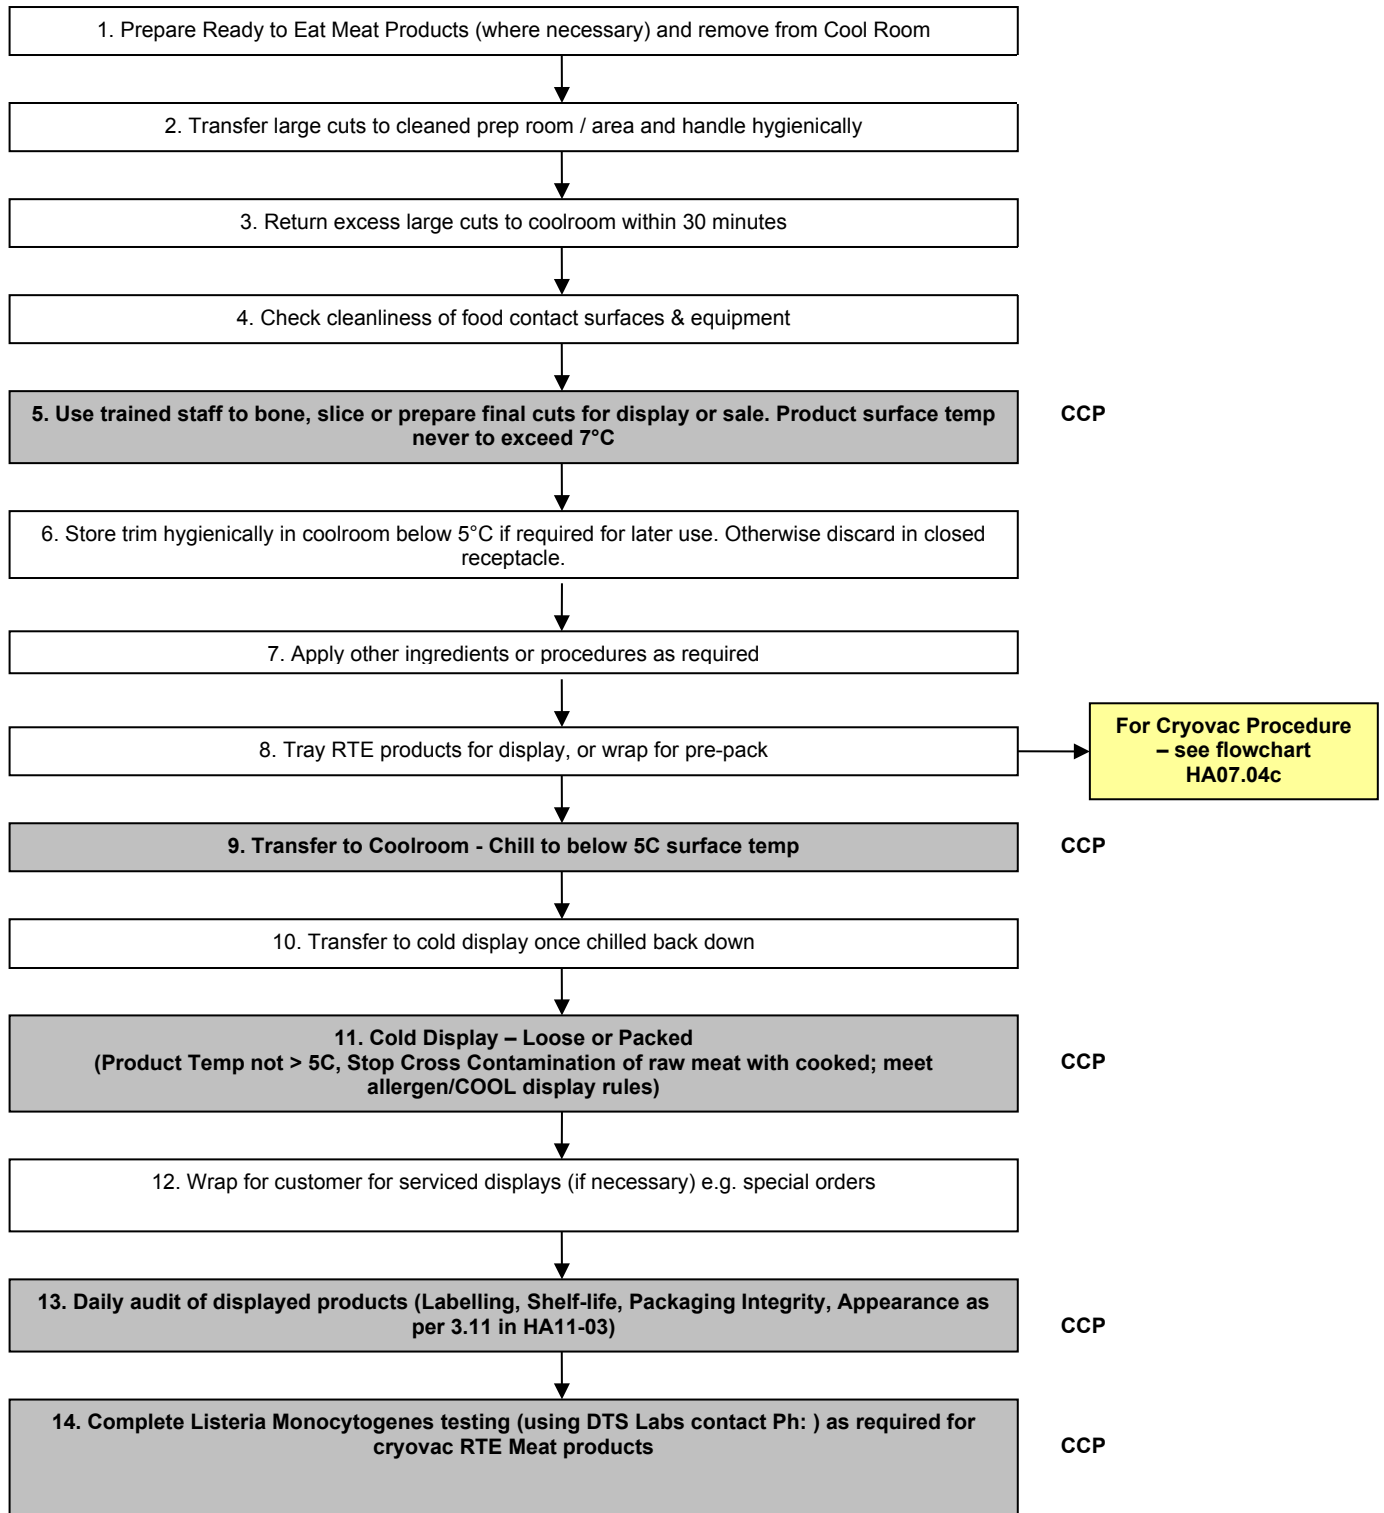 1. Prepare Ready to Eat Meat Products (where necessary) and remove from Cool Room
2. Transfer large cuts to cleaned prep room / area and handle hygienically
3. Return excess large cuts to coolroom within 30 minutes
4. Check cleanliness of food contact surfaces & equipment
5. Use trained staff to bone, slice or prepare final cuts for display or sale. Product surface temp
never to exceed 7°C
CCP
6. Store trim hygienically in coolroom below 5°C if required for later use. Otherwise discard in closed
receptacle.
7. Apply other ingredients or procedures as required
8. Tray RTE products for display, or wrap for pre-pack
For Cryovac Procedure
– see flowchart
HA07.04c
9. Transfer to Coolroom - Chill to below 5C surface temp
CCP
10. Transfer to cold display once chilled back down
11. Cold Display – Loose or Packed
(Product Temp not > 5C, Stop Cross Contamination of raw meat with cooked; meet
allergen/COOL display rules)
CCP
12. Wrap for customer for serviced displays (if necessary) e.g. special orders
13. Daily audit of displayed products (Labelling, Shelf-life, Packaging Integrity, Appearance as
per 3.11 in HA11-03)
CCP
14. Complete Listeria Monocytogenes testing (using DTS Labs contact Ph: ) as required for
cryovac RTE Meat products
CCP